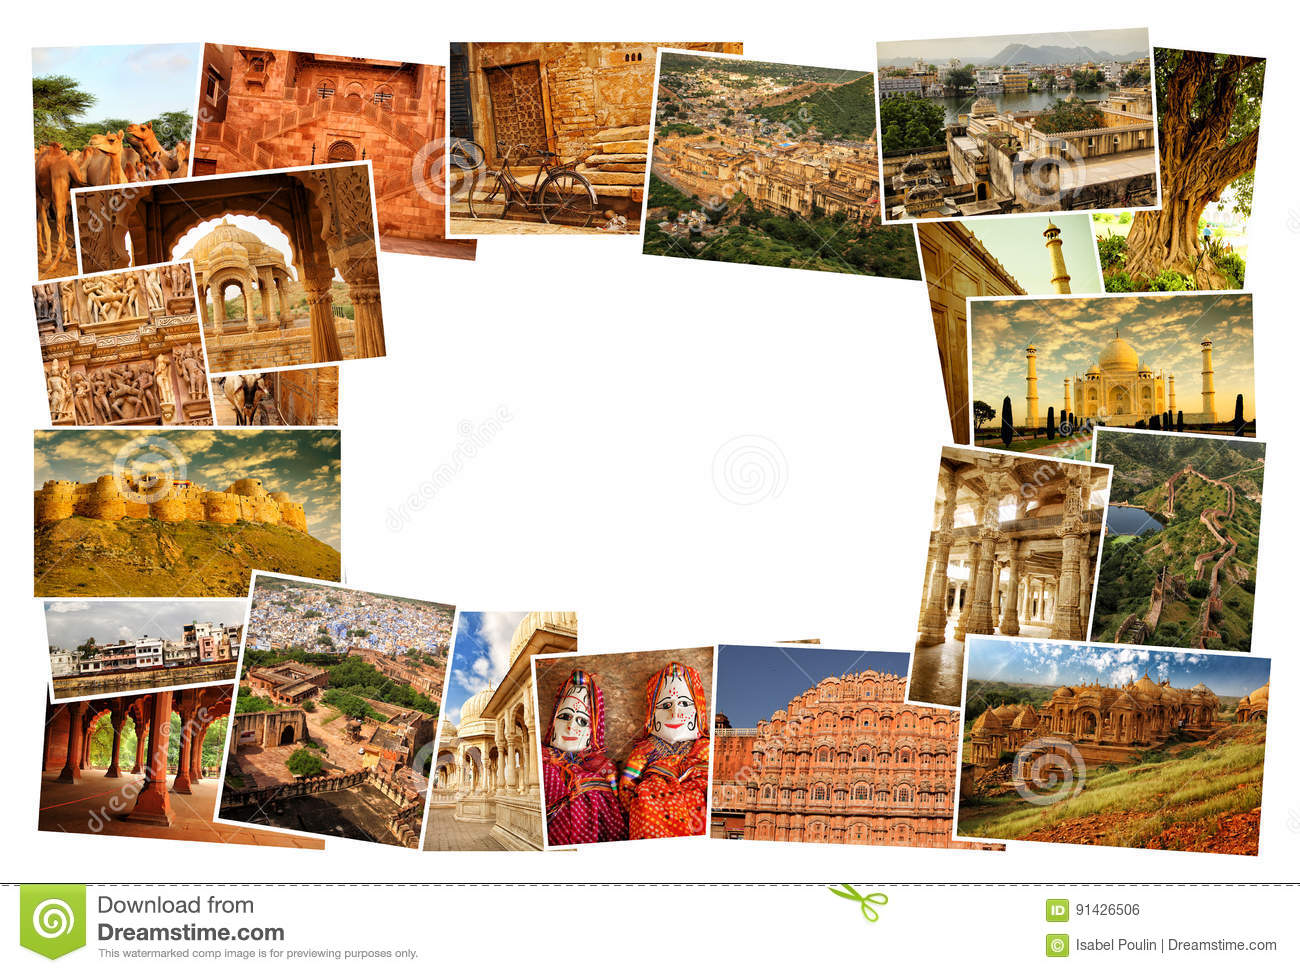 Download from
Dreamstime.com
This watermarked comp image is for previewing purposes only.
ID 91426506
© Isabel Poulin | Dreamstime.com